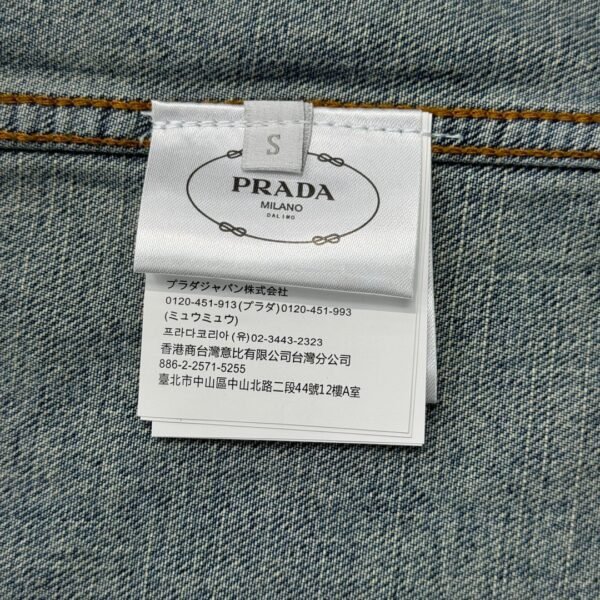 S
PRADA
MILANO
DAL 1913
プラダジャパン株式会社
0120-451-913(プラダ)0120-451-993
(ミュウミュウ)
프라다코리아 (유)02-3443-2323
香港商台灣意比有限公司台灣分公司
886-2-2571-5255
臺北市中山區中山北路二段44號12樓A室